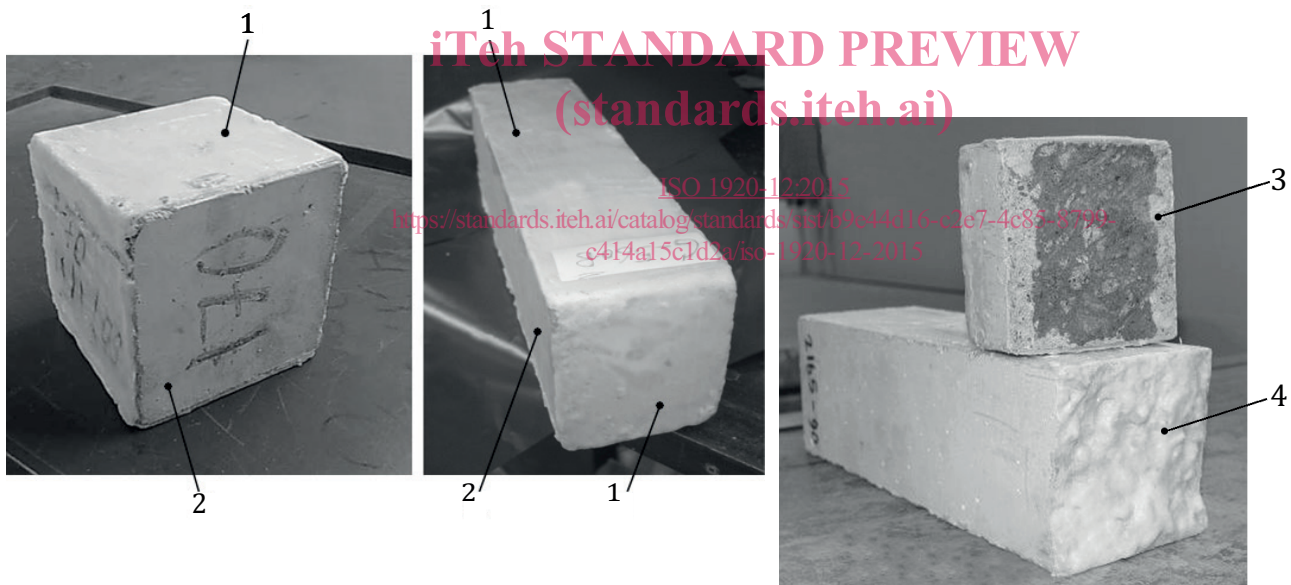 1
1
iTeh STANDARD PREVIEW
(standards.iteh.ai)
3
ISO 1920-12:2015
https://standards.iteh.ai/catalog/standards/sist/b9e44d16-c2e7-4c85-8799-
c414a15c1d2a/iso-1920-12-2015
4
2
2
1